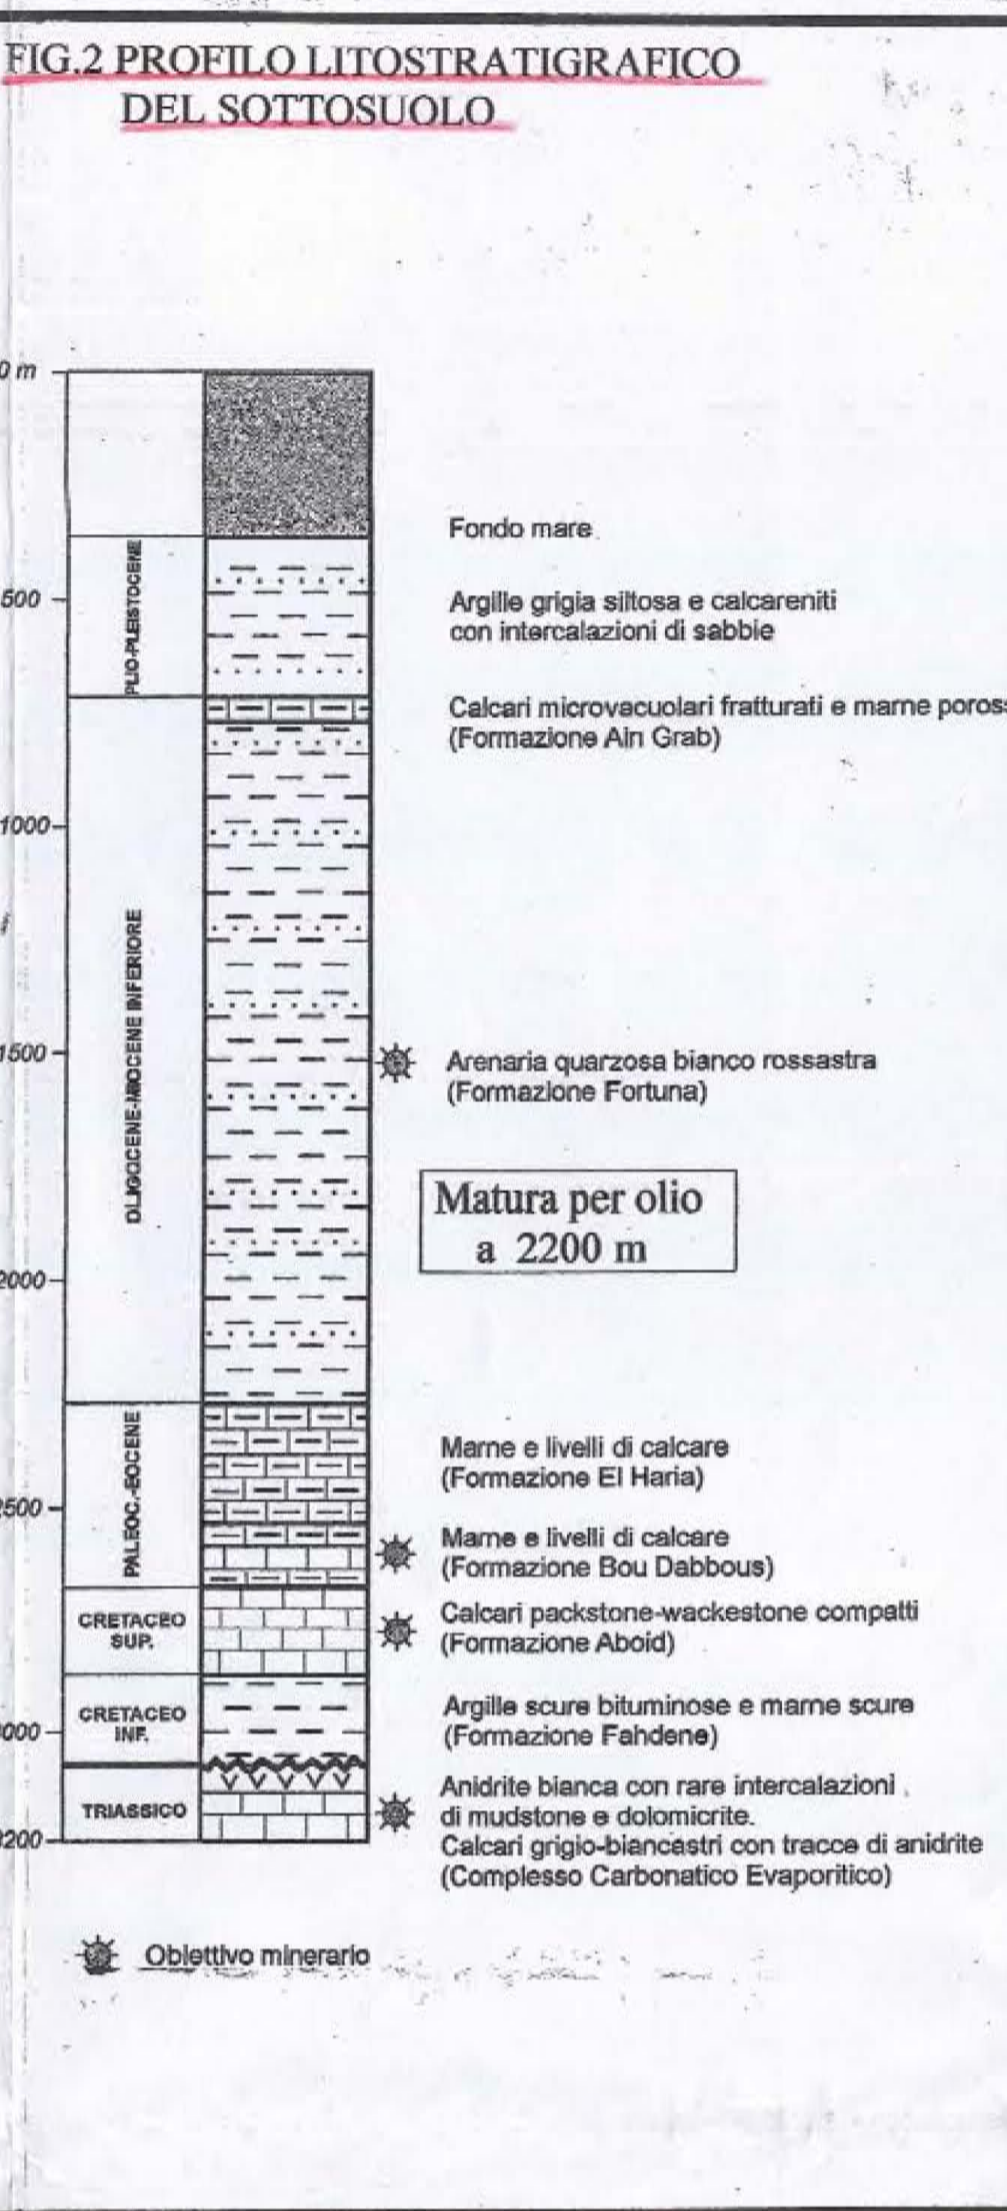 FIG.2 PROFILO LITOSTRATIGRAFICO
DEL SOTTOSUOLO
0 m
Fondo mare
PLIO-PLEISTOCENE
500
Argille grigia siltosa e calcareniti
con intercalazioni di sabbie
Calcari microvacuolari fratturati e marne poros
(Formazione Ain Grab)
1000
OLIGOCENE-MIOCENE INFERIORE
1500
Arenaria quarzosa bianco rossastra
(Formazione Fortuna)
Matura per olio
a 2200 m
2000
PALEOC.-EOCENE
Marne e livelli di calcare
(Formazione El Haria)
2500
Marne e livelli di calcare
(Formazione Bou Dabbous)
CRETACEO
SUP.
Calcari packstone-wackestone compatti
(Formazione Aboid)
CRETACEO
INF.
000
Argille scure bituminose e marne scure
(Formazione Fahdene)
TRIASSICO
Anidrite bianca con rare intercalazioni
di mudstone e dolomicrite.
Calcari grigio-biancastri con tracce di anidrite
(Complesso Carbonatico Evaporitico)
200
Obiettivo minerario